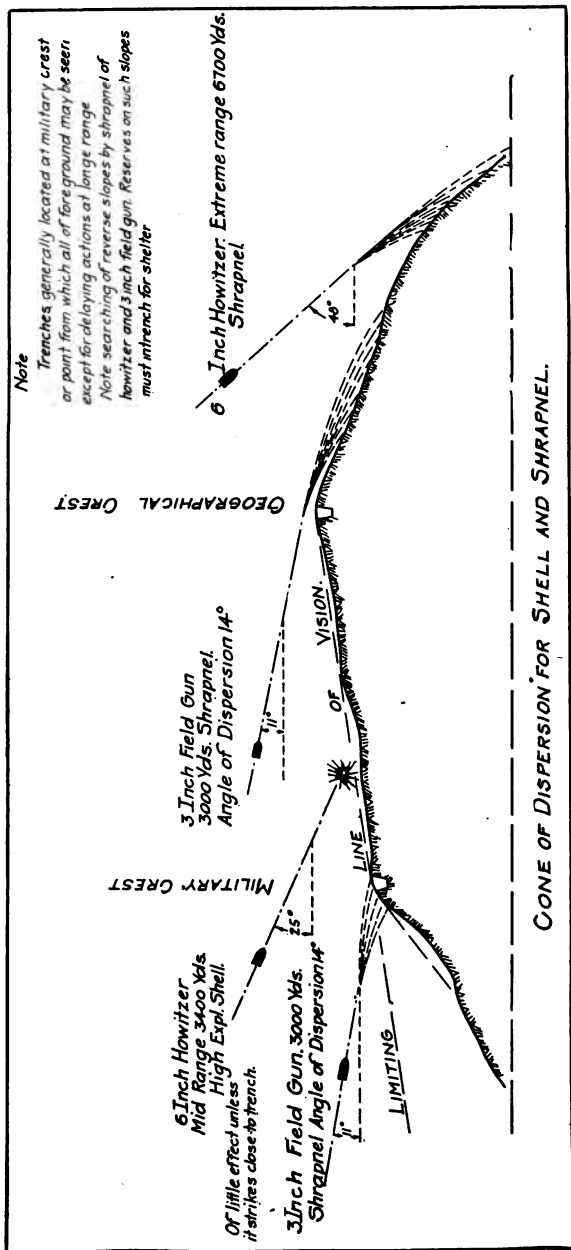 Note
Trenches generally located at military crest
or point from which all of foreground may be seen
except for delaying actions at longe range
Note searching of reverse slopes by shrapnel of
howitzer and 3 inch field gun. Reserves on such slopes
must intrench for shelter
6 Inch Howitzer. Extreme range 6700 Yds.
Shrapnel.
40°
GEOGRAPHICAL CREST
3 Inch Field Gun
3000 Yds. Shrapnel.
Angle of Dispersion 14°
11°
MILITARY CREST
6 Inch Howitzer
Mid Range 3400 Yds.
High Expl. Shell.
Of little effect unless
it strikes close to trench.
25°
3 Inch Field Gun. 3000 Yds.
Shrapnel Angle of Dispersion 14°
11°
LIMITING LINE OF VISION.
CONE OF DISPERSION FOR SHELL AND SHRAPNEL.